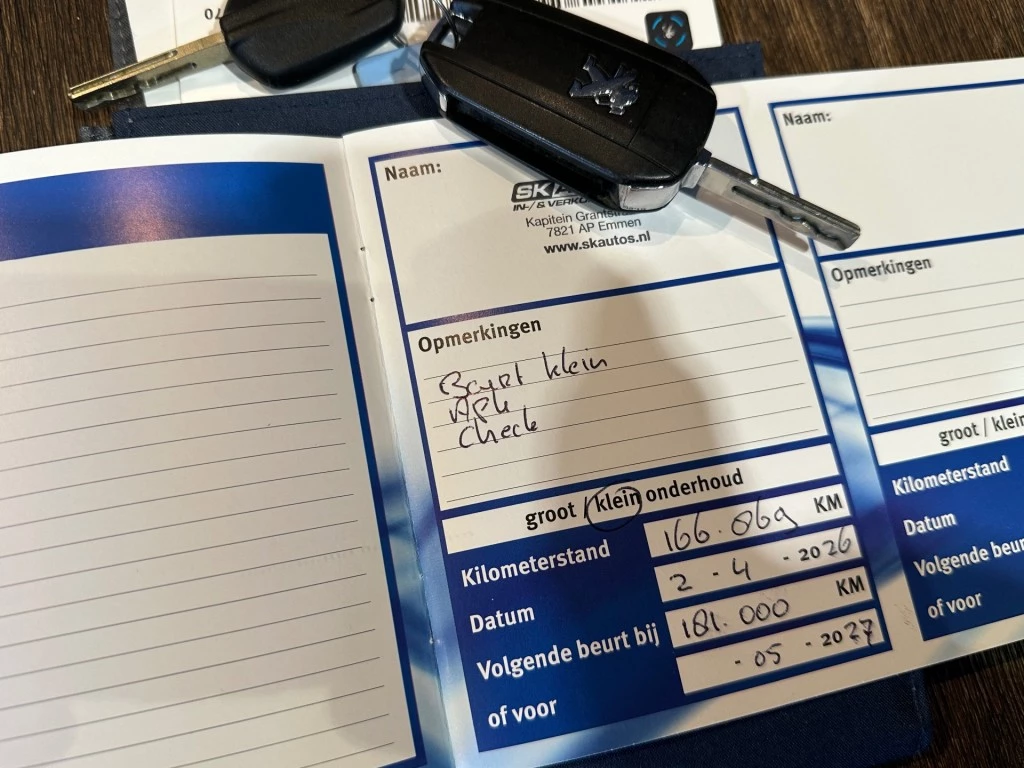 70
Naam:
SK A
IN-/ & VERKO
Kapitein Grantstra
7821 AP Emmen
www.skautos.nl
Opmerkingen
Beurt klein
APK
Check
groot / klein onderhoud
Kilometerstand 166.069 KM
Datum 2 - 4 - 2026
Volgende beurt bij 181.000 KM
of voor - 05 - 2027
Naam:
Opmerkingen
groot / klein
Kilometerstand
Datum
Volgende beur
of voor